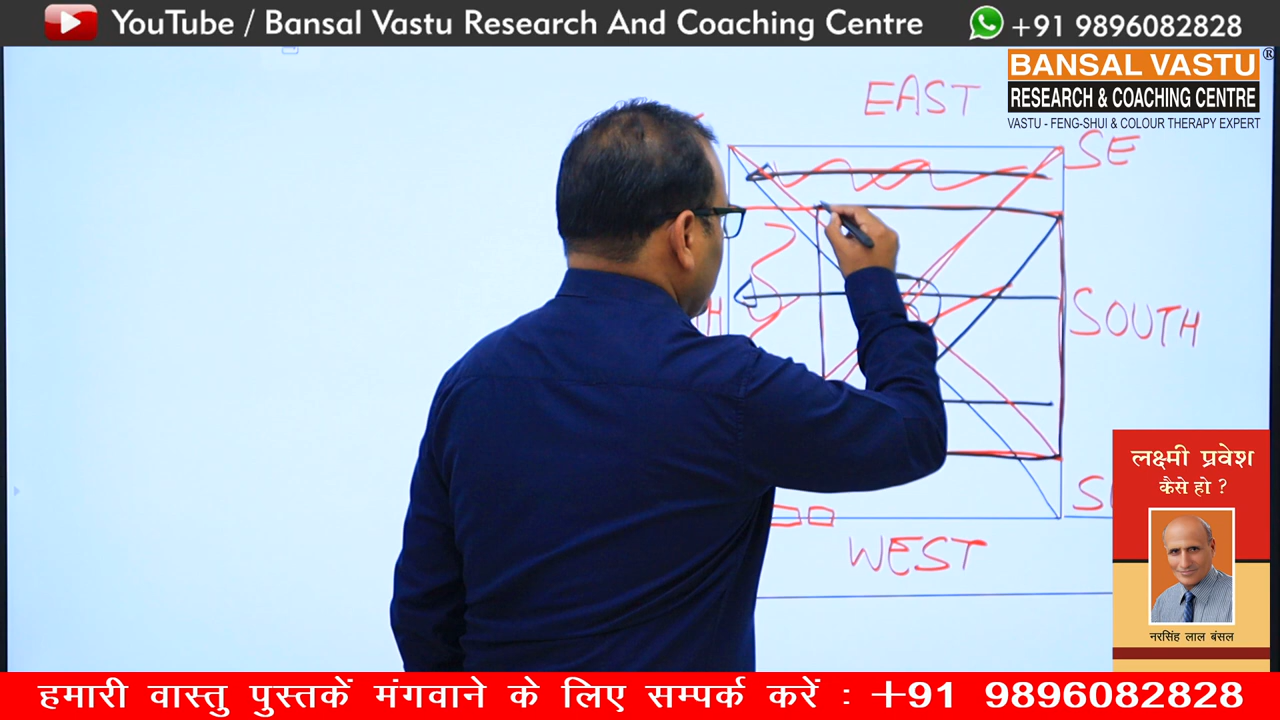 YouTube / Bansal Vastu Research And Coaching Centre
+91 9896082828
BANSAL VASTU®
RESEARCH & COACHING CENTRE
VASTU - FENG-SHUI & COLOUR THERAPY EXPERT
EAST
SE
SOUTH
WEST
लक्ष्मी प्रवेश
कैसे हो ?
नरसिंह लाल बंसल
हमारी वास्तु पुस्तकें मंगवाने के लिए सम्पर्क करें : +91 9896082828